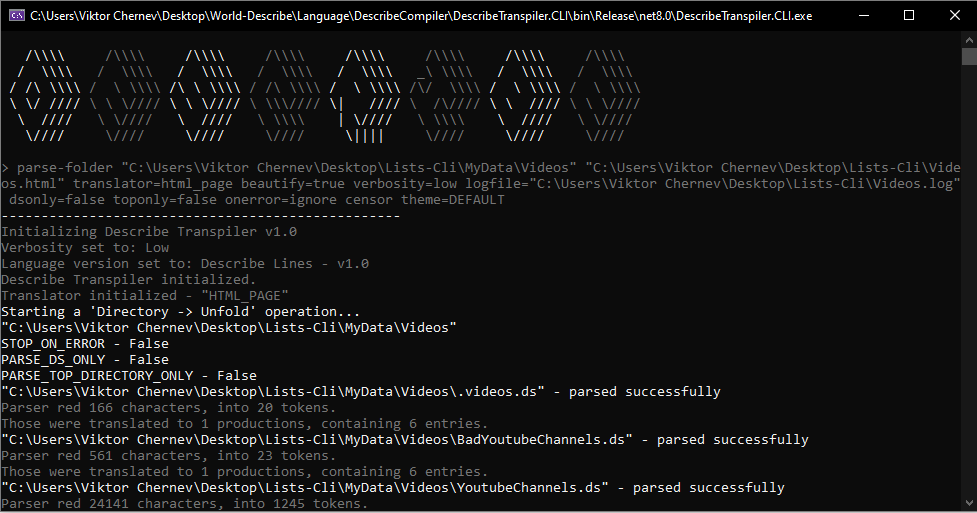 C:\Users\Viktor Chernev\Desktop\World-Describe\Language\DescribeCompiler\DescribeTranspiler.CLI\bin\Release\net8.0\DescribeTranspiler.CLI.exe
> parse-folder "C:\Users\Viktor Chernev\Desktop\Lists-Cli\MyData\Videos" "C:\Users\Viktor Chernev\Desktop\Lists-Cli\Vide
os.html" translator=html_page beautify=true verbosity=low logfile="C:\Users\Viktor Chernev\Desktop\Lists-Cli\Videos.log"
dsonly=false toponly=false onerror=ignore censor theme=DEFAULT
--------------------------------------------------
Initializing Describe Transpiler v1.0
Verbosity set to: Low
Language version set to: Describe Lines - v1.0
Describe Transpiler initialized.
Translator initialized - "HTML_PAGE"
Starting a 'Directory -> Unfold' operation...
"C:\Users\Viktor Chernev\Desktop\Lists-Cli\MyData\Videos"
STOP_ON_ERROR - False
PARSE_DS_ONLY - False
PARSE_TOP_DIRECTORY_ONLY - False
"C:\Users\Viktor Chernev\Desktop\Lists-Cli\MyData\Videos\.videos.ds" - parsed successfully
Parser red 166 characters, into 20 tokens.
Those were translated to 1 productions, containing 6 entries.
"C:\Users\Viktor Chernev\Desktop\Lists-Cli\MyData\Videos\BadYoutubeChannels.ds" - parsed successfully
Parser red 561 characters, into 23 tokens.
Those were translated to 1 productions, containing 6 entries.
"C:\Users\Viktor Chernev\Desktop\Lists-Cli\MyData\Videos\YoutubeChannels.ds" - parsed successfully
Parser red 24141 characters, into 1245 tokens.